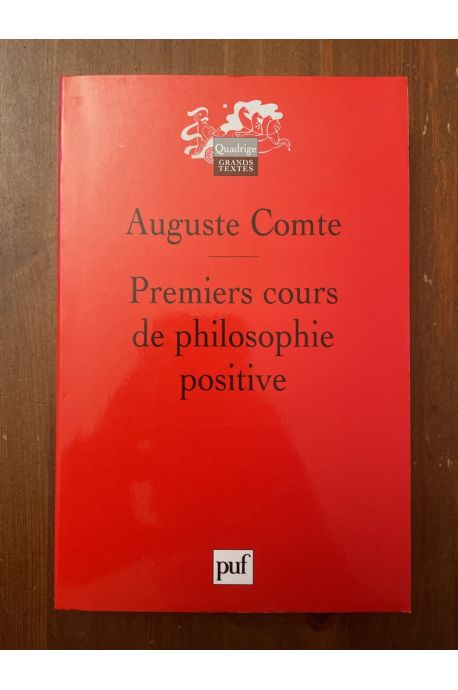 Quadrige
GRANDS
TEXTES
Auguste Comte
Premiers cours
de philosophie
positive
puf